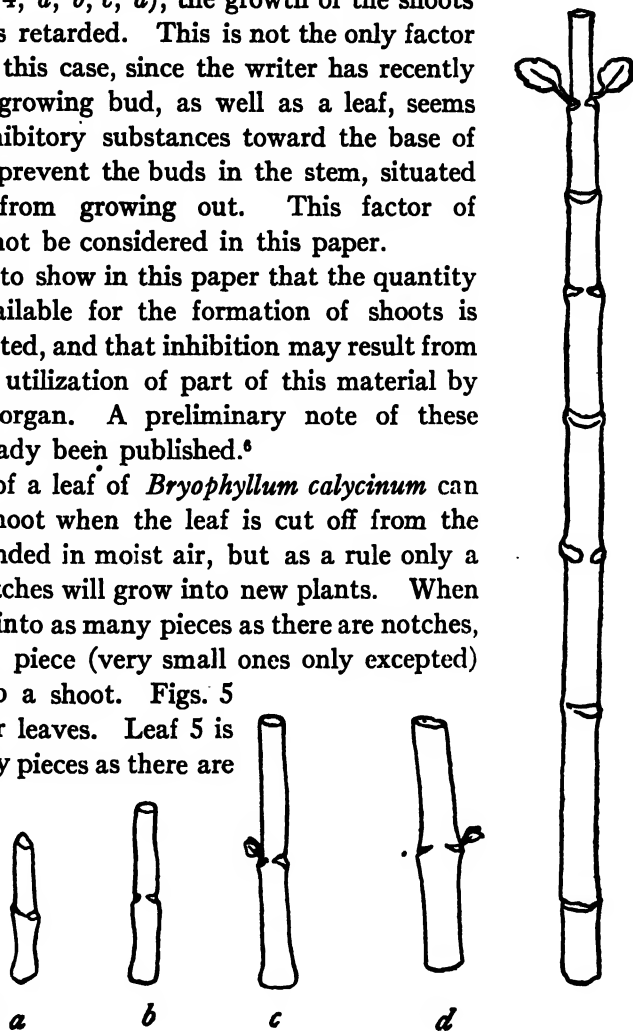 4, a, b, c, d), the growth of the shoots
s retarded. This is not the only factor
this case, since the writer has recently
growing bud, as well as a leaf, seems
hibitory substances toward the base of
prevent the buds in the stem, situated
from growing out. This factor of
not be considered in this paper.
to show in this paper that the quantity
ailable for the formation of shoots is
ted, and that inhibition may result from
utilization of part of this material by
organ. A preliminary note of these
ady been published.⁶
of a leaf of Bryophyllum calycinum can
hoot when the leaf is cut off from the
nded in moist air, but as a rule only a
tches will grow into new plants. When
into as many pieces as there are notches,
piece (very small ones only excepted)
o a shoot. Figs. 5
r leaves. Leaf 5 is
y pieces as there are
a b c d